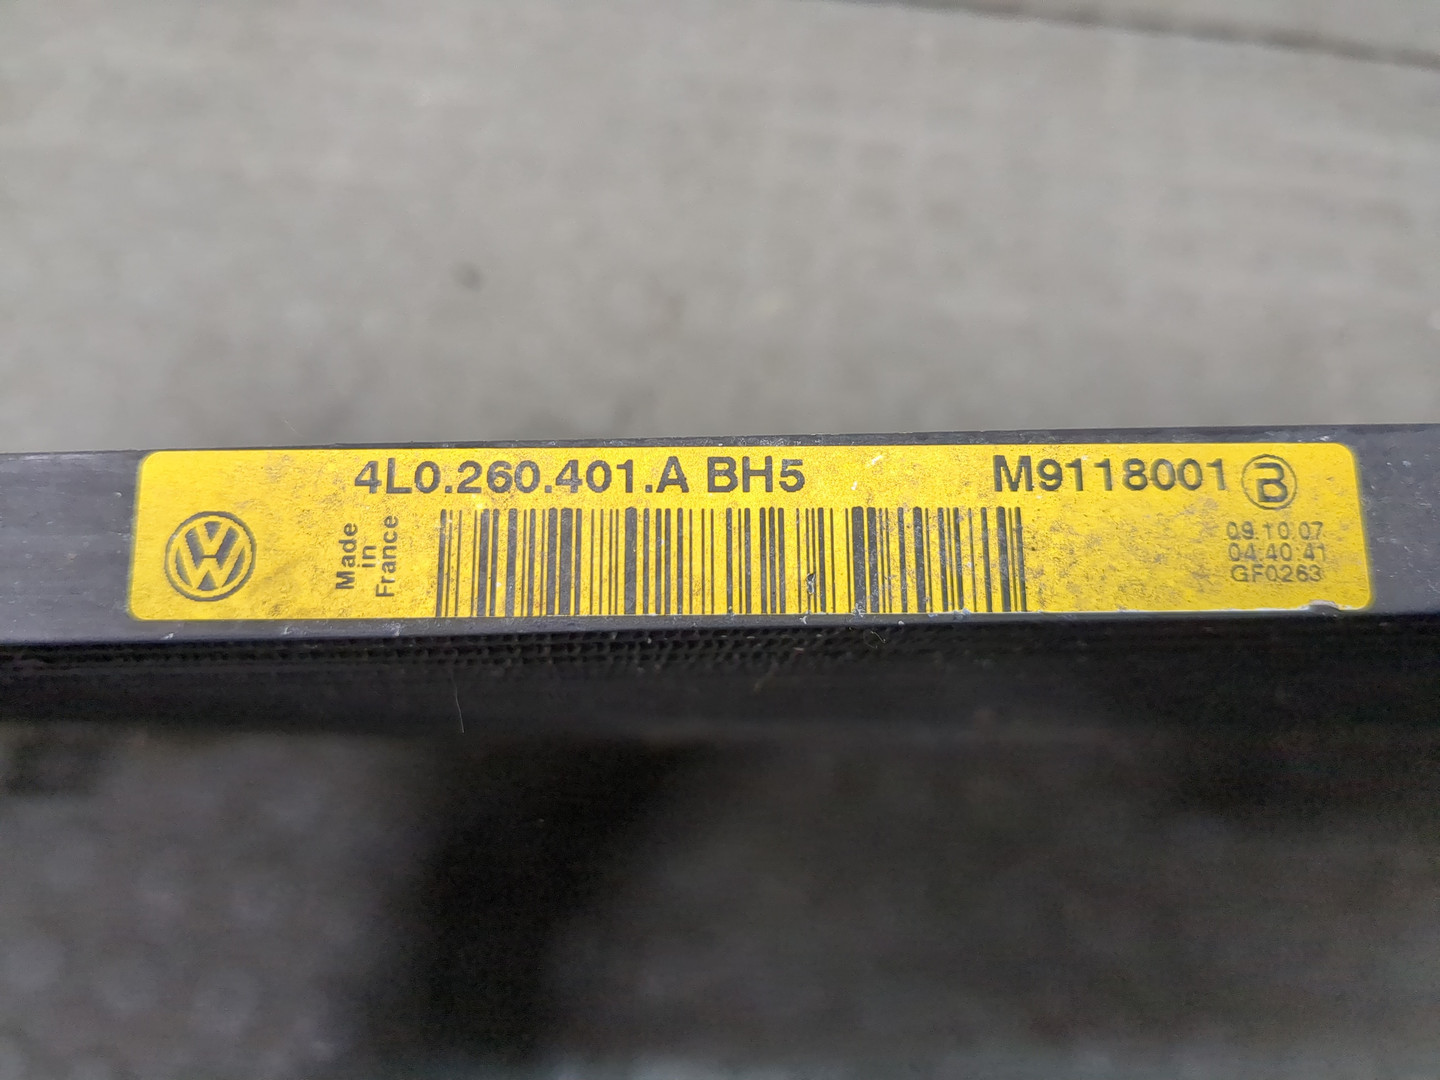 4L0.260.401.A BH5 M9118001 B
Made
in
France
09.10.07
04:40:41
GF0263